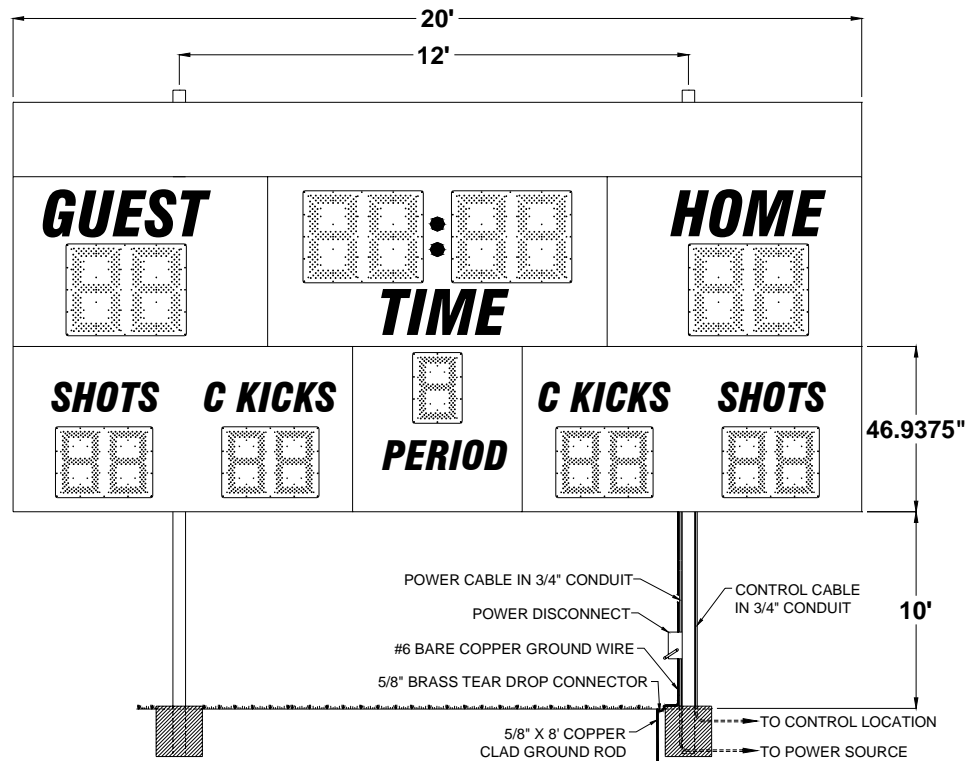 20'
12'
GUEST
TIME
HOME
SHOTS
C KICKS
PERIOD
C KICKS
SHOTS
46.9375"
POWER CABLE IN 3/4" CONDUIT
POWER DISCONNECT
#6 BARE COPPER GROUND WIRE
5/8" BRASS TEAR DROP CONNECTOR
5/8" X 8' COPPER
CLAD GROUND ROD
CONTROL CABLE
IN 3/4" CONDUIT
10'
TO CONTROL LOCATION
TO POWER SOURCE